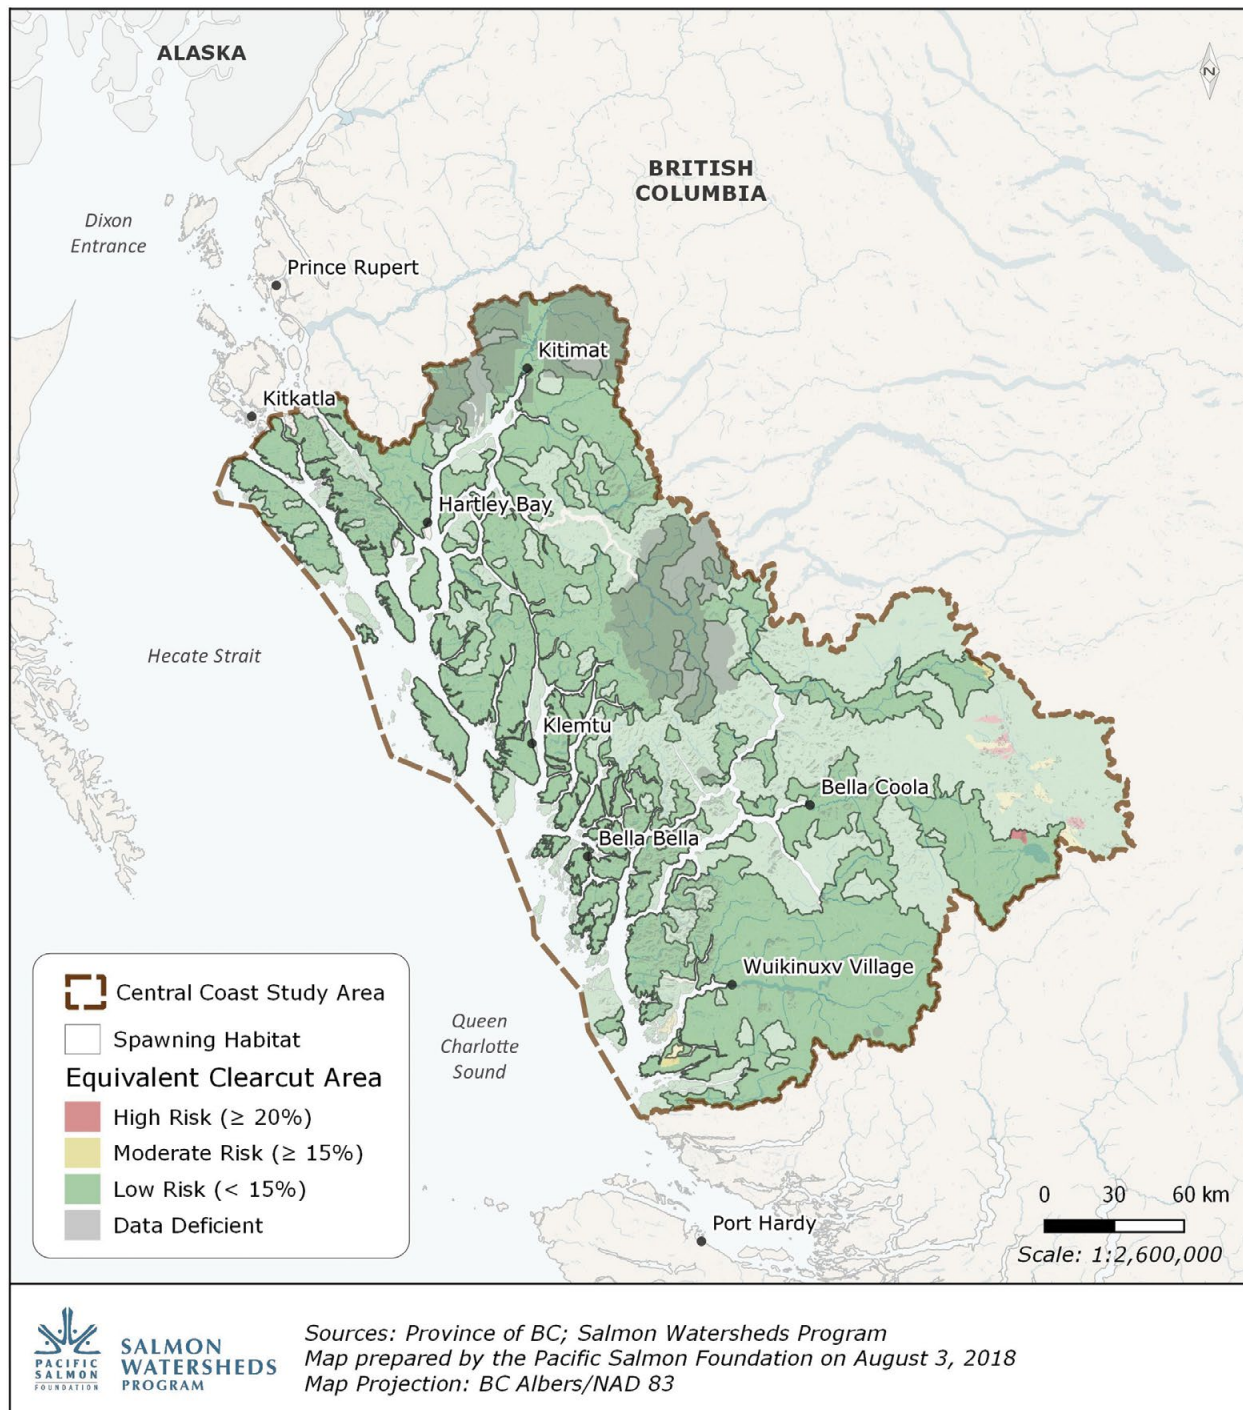 ALASKA
N
BRITISH
COLUMBIA
Dixon
Entrance
Prince Rupert
Kitimat
Kitkatla
Hartley Bay
Hecate Strait
Klemtu
Bella Coola
Bella Bella
Wuikinuxv Village
Queen
Charlotte
Sound
Central Coast Study Area
Spawning Habitat
Equivalent Clearcut Area
High Risk (≥ 20%)
Moderate Risk (≥ 15%)
Low Risk (< 15%)
Data Deficient
Port Hardy
0 30 60 km
Scale: 1:2,600,000
PACIFIC
SALMON
FOUNDATION
SALMON
WATERSHEDS
PROGRAM
Sources: Province of BC; Salmon Watersheds Program
Map prepared by the Pacific Salmon Foundation on August 3, 2018
Map Projection: BC Albers/NAD 83